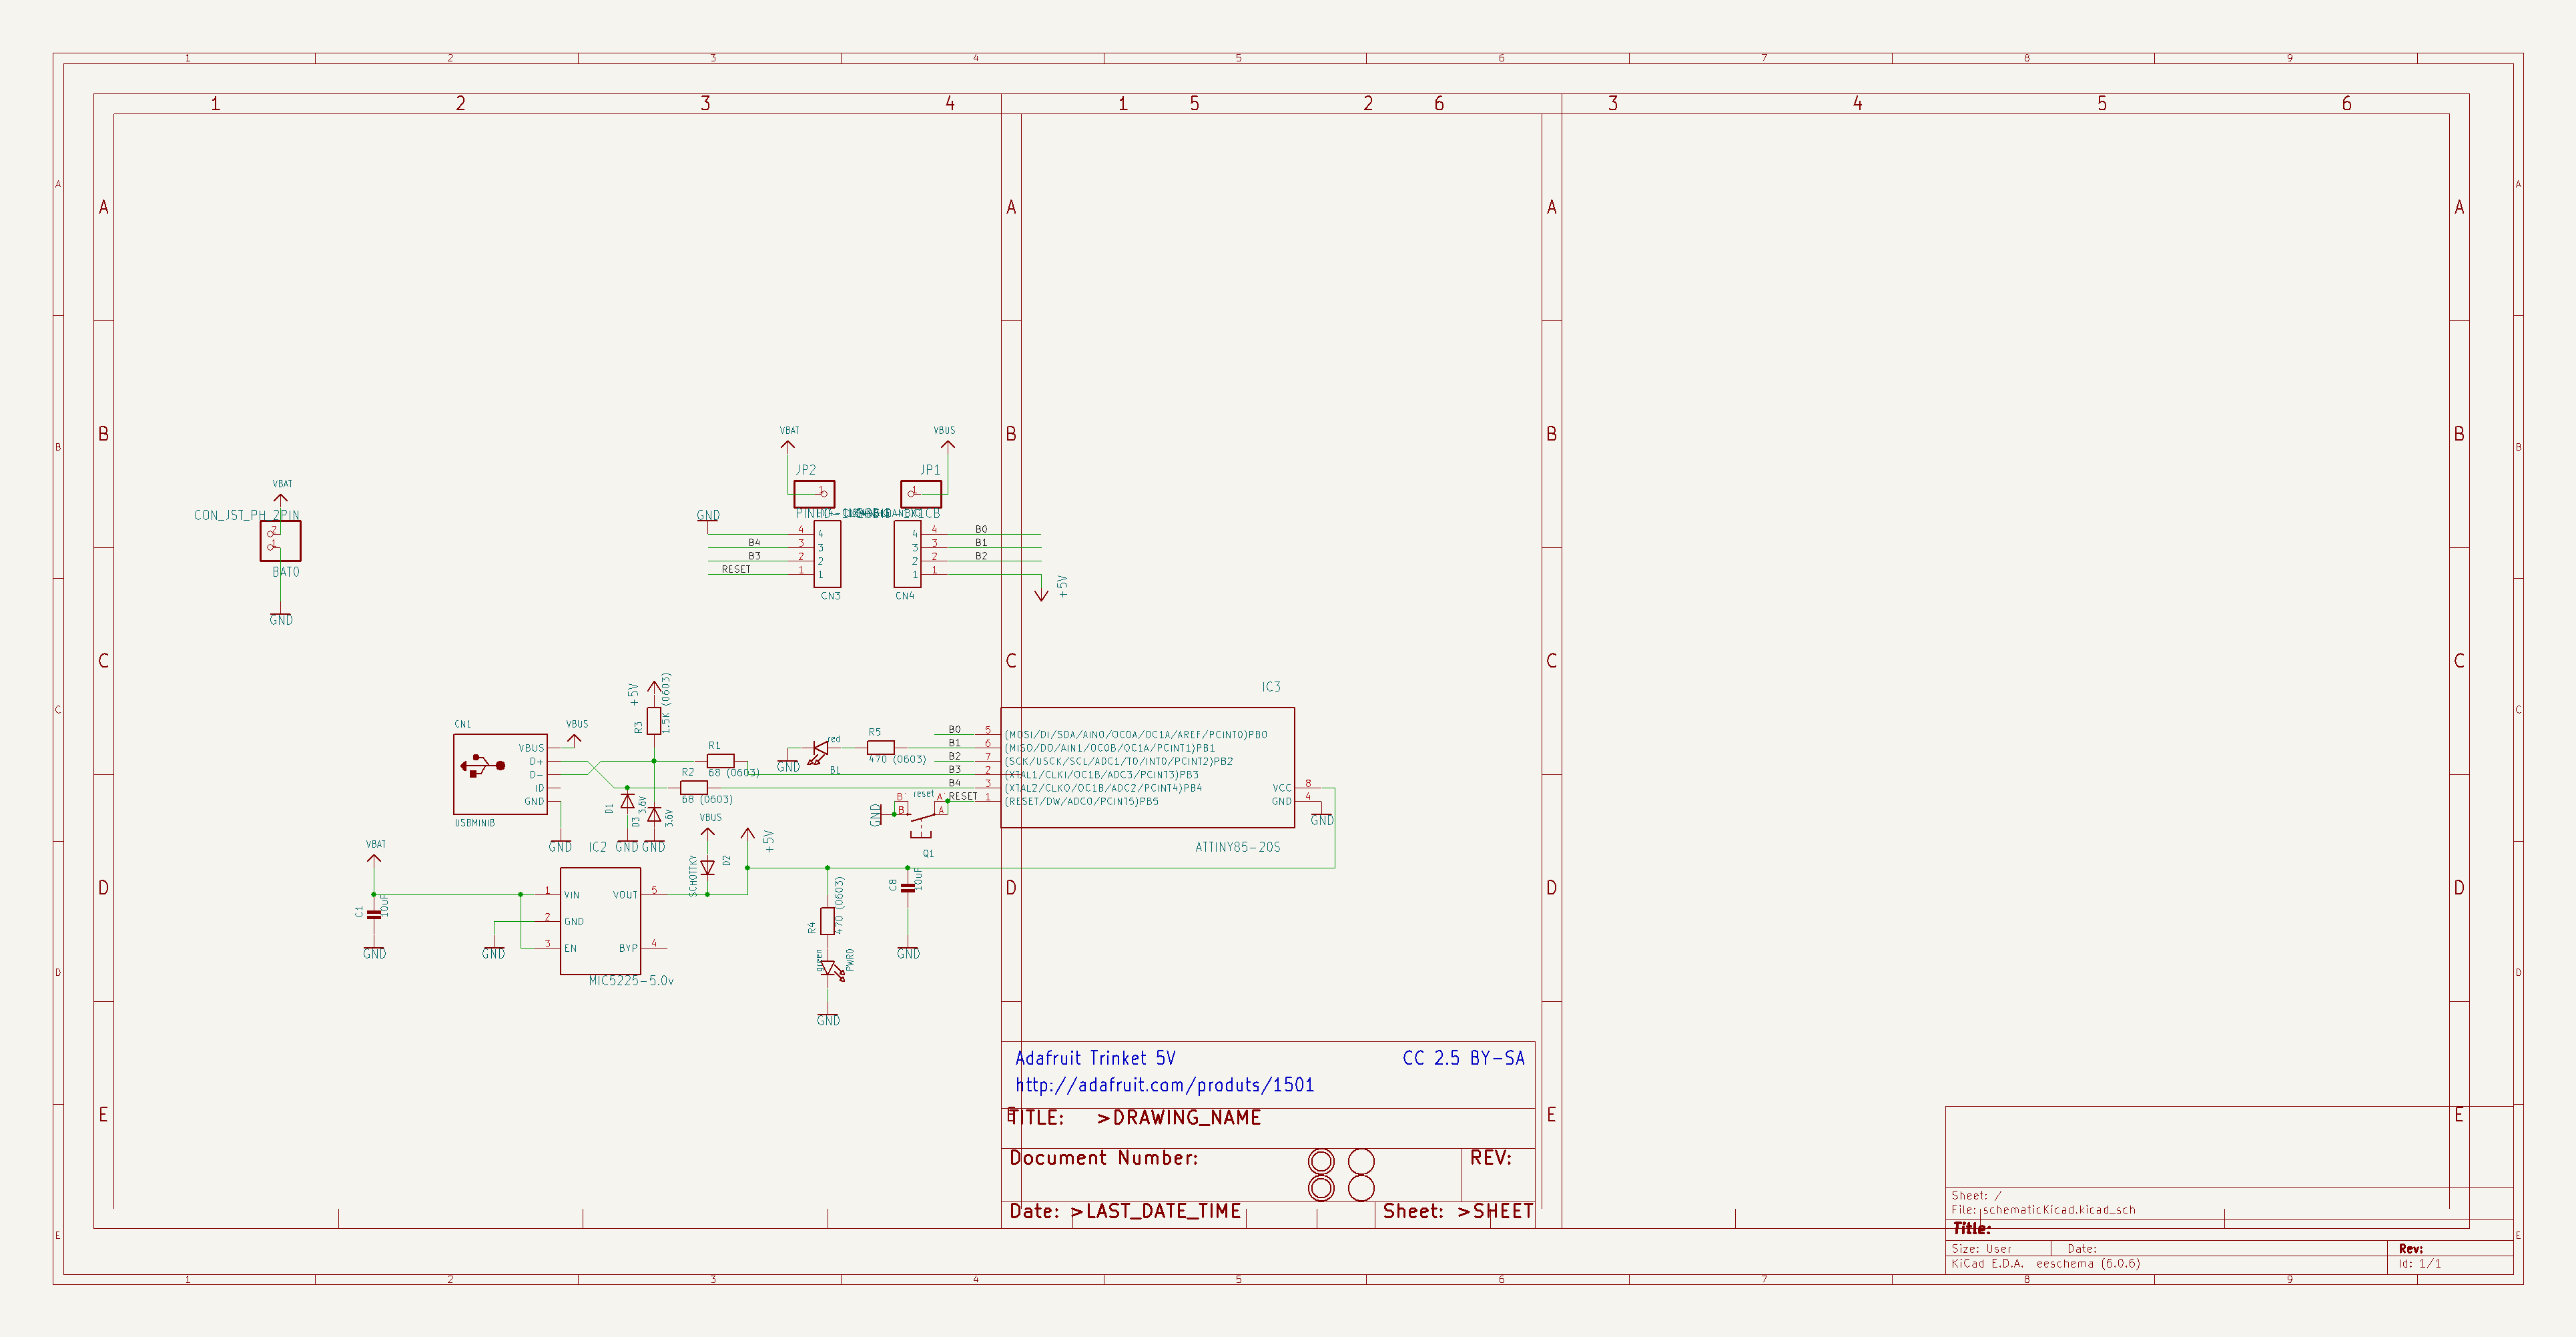 1 2 3 4 5 6 7 8 9
1 2 3 4 1 5 2 6 3 4 5 6
A A
A A A A
B B B B
B B
C C C C
C C
D D D D
D D
E E E E
E E
VBAT
CON_JST_PH_2PIN
2
1
BAT0
GND
VBAT
JP2
1
VBUS
JP1
1
GND
4 4
B4 3 3
B3 2 2
RESET 1 1
CN3
4 4 B0
3 3 B1
2 2 B2
1 1
CN4
+5V
CN1
VBUS
D+
D-
ID
GND
USBMINIB
VBUS
GND
+5V
R3
1.5K (0603)
R1
68 (0603)
R2
68 (0603)
D1
3.6V
D3
3.6V
GND GND
GND
red
B1
R5
470 (0603)
IC3
B0 5 (MOSI/DI/SDA/AIN0/OC0A/OC1A/AREF/PCINT0)PB0
B1 6 (MISO/DO/AIN1/OC0B/OC1A/PCINT1)PB1
B2 7 (SCK/USCK/SCL/ADC1/T0/INT0/PCINT2)PB2
B3 2 (XTAL1/CLKI/OC1B/ADC3/PCINT3)PB3
B4 3 (XTAL2/CLKO/OC1B/ADC2/PCINT4)PB4
RESET 1 (RESET/DW/ADC0/PCINT5)PB5
VCC 8
GND 4
GND
ATTINY85-20S
reset
B' A'
B A
GND
Q1
VBUS
SCHOTTKY
D2
+5V
VBAT
C1
10uF
GND
GND
IC2
1 VIN
2 GND
3 EN
VOUT 5
BYP 4
MIC5225-5.0v
R4
470 (0603)
green
PWR0
GND
C8
10uF
GND
Adafruit Trinket 5V CC 2.5 BY-SA
http://adafruit.com/produts/1501
TITLE: >DRAWING_NAME
Document Number: REV:
Date: >LAST_DATE_TIME Sheet: >SHEET
Sheet: /
File: schematicKicad.kicad_sch
Title:
Size: User Date: Rev:
KiCad E.D.A. eeschema (6.0.6) Id: 1/1
1 2 3 4 5 6 7 8 9